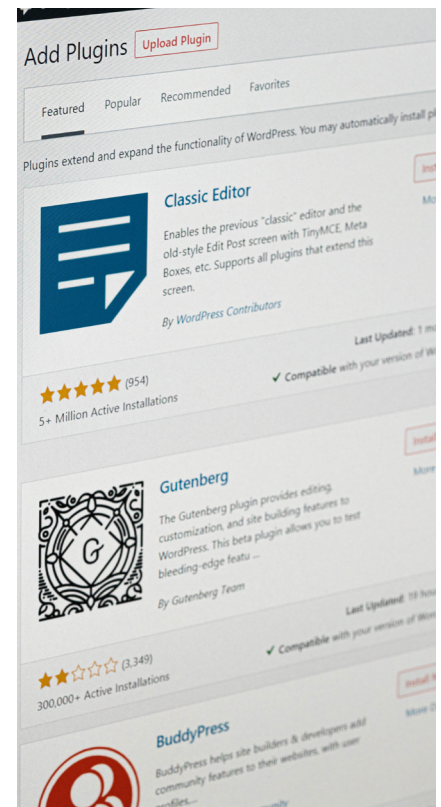 Add Plugins
Upload Plugin
Featured
Popular
Recommended
Favorites
Plugins extend and expand the functionality of WordPress. You may automatically install
Classic Editor
Enables the previous "classic" editor and the
old-style Edit Post screen with TinyMCE, Meta
Boxes, etc. Supports all plugins that extend this
screen.
By WordPress Contributors
(954)
5+ Million Active Installations
Last Updated: 1
✓ Compatible with your version of
Gutenberg
The Gutenberg plugin provides editing,
customization, and site building features to
WordPress. This beta plugin allows you to test
bleeding-edge featu ...
By Gutenberg Team
G
More
(3,349)
300,000+ Active Installations
Last Updated: 19
✓ Compatible with your version of
BuddyPress
BuddyPress helps site builders & developers add
community features to their websites, with user
profiles...
Install
More